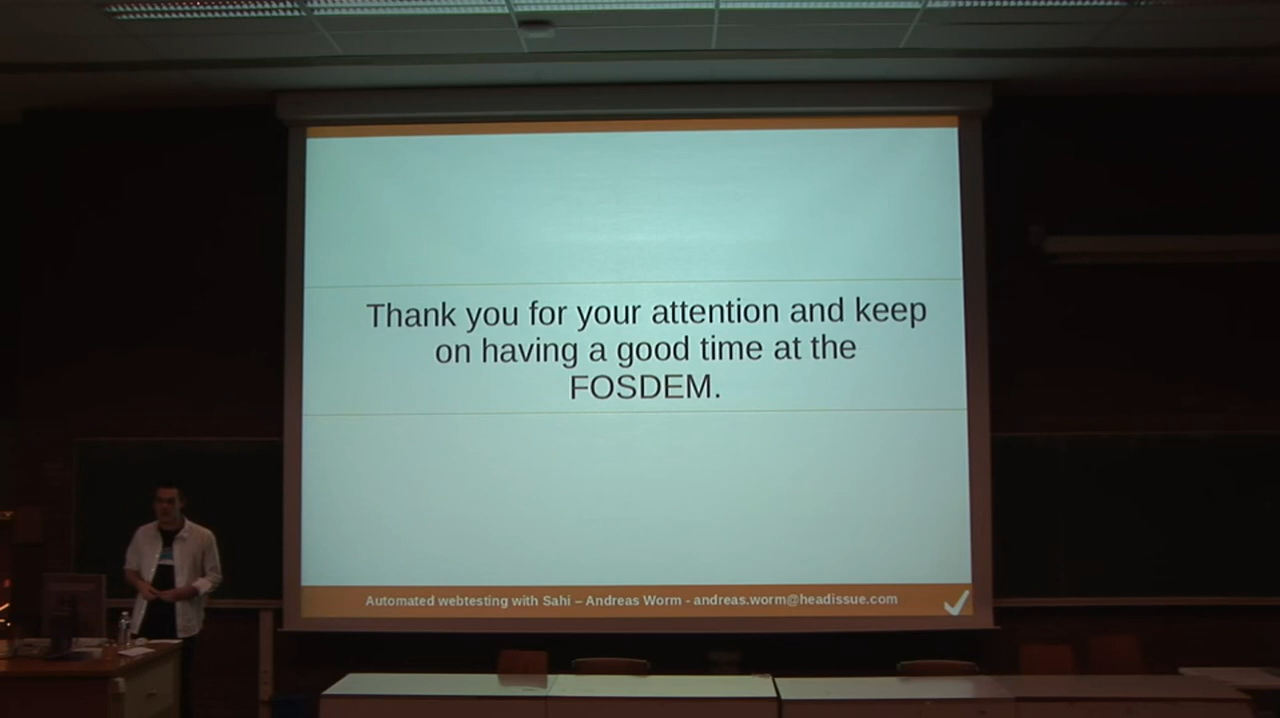 Thank you for your attention and keep
on having a good time at the
FOSDEM.
Automated webtesting with Sahi – Andreas Worm - andreas.worm@headissue.com